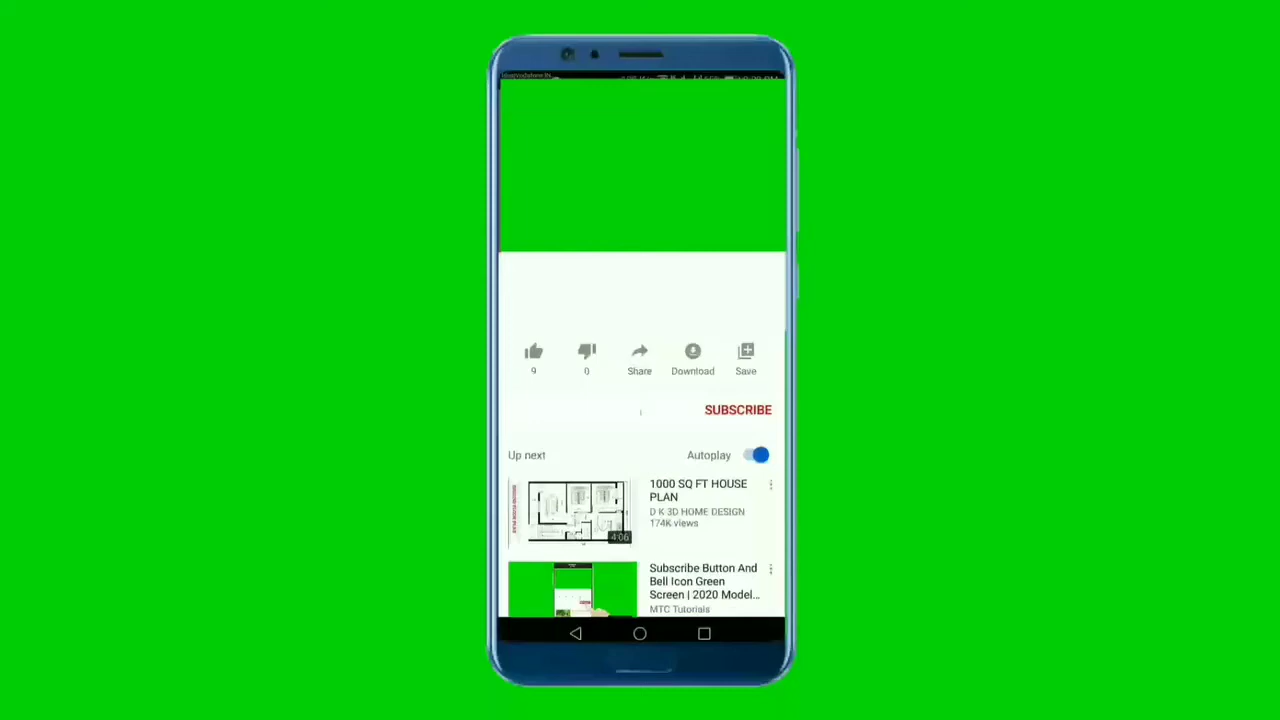 9
0
Share
Download
Save
SUBSCRIBE
Up next
Autoplay
1000 SQ FT HOUSE
PLAN
D K 3D HOME DESIGN
174K views
4:06
Subscribe Button And
Bell Icon Green
Screen | 2020 Model...
MTC Tutorials